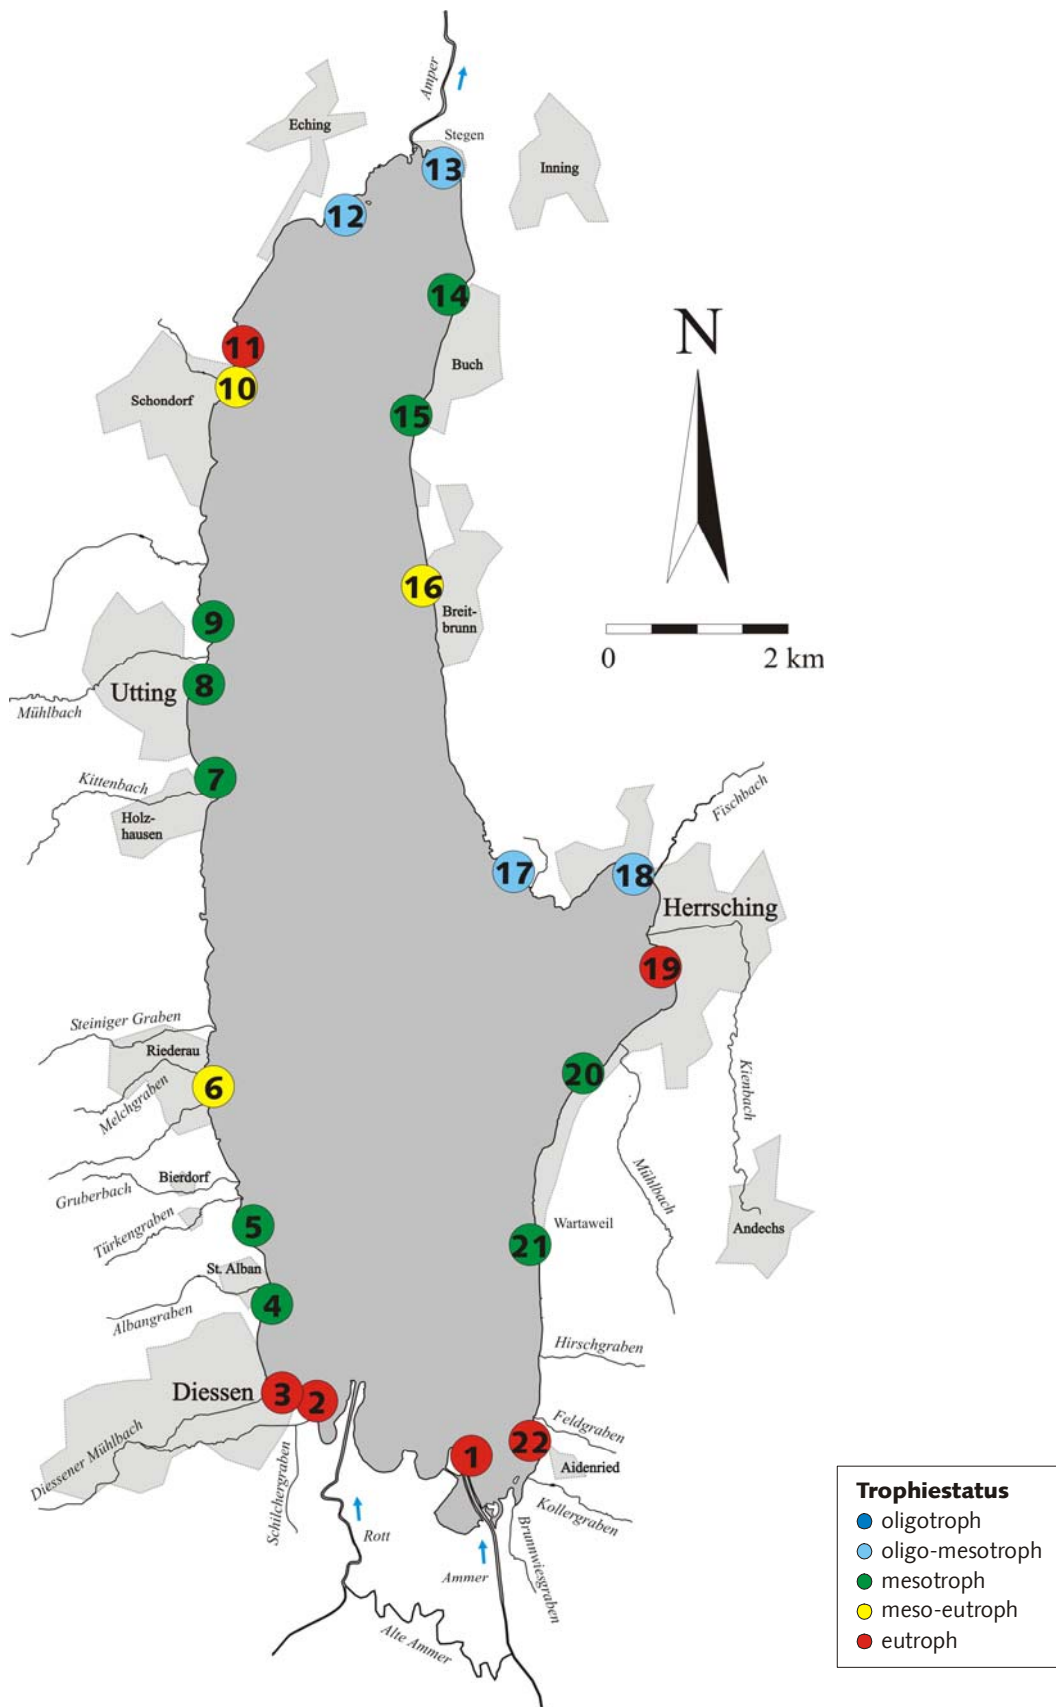 Amper
Stegen
Eching
Inning
13
12
14
N
11
Buch
10
Schondorf
15
16
Breit-
brunn
9
0
2 km
8
Utting
Mühlbach
7
Kittenbach
Holz-
hausen
Fischbach
17
18
Herrsching
19
Steiniger Graben
Riederau
6
20
Melchgraben
Kienbach
Bierdorf
Gruberbach
Mühlbach
Türkengraben
5
Wartaweil
21
Andechs
St. Alban
4
Albangraben
Hirschgraben
Diessen
3
2
Feldgraben
22
1
Aidenried
Diessener Mühlbach
Schilchergraben
Kollergraben
Rott
Brunnwiesgraben
Ammer
Alte Ammer
Trophiestatus
oligotroph
oligo-mesotroph
mesotroph
meso-eutroph
eutroph